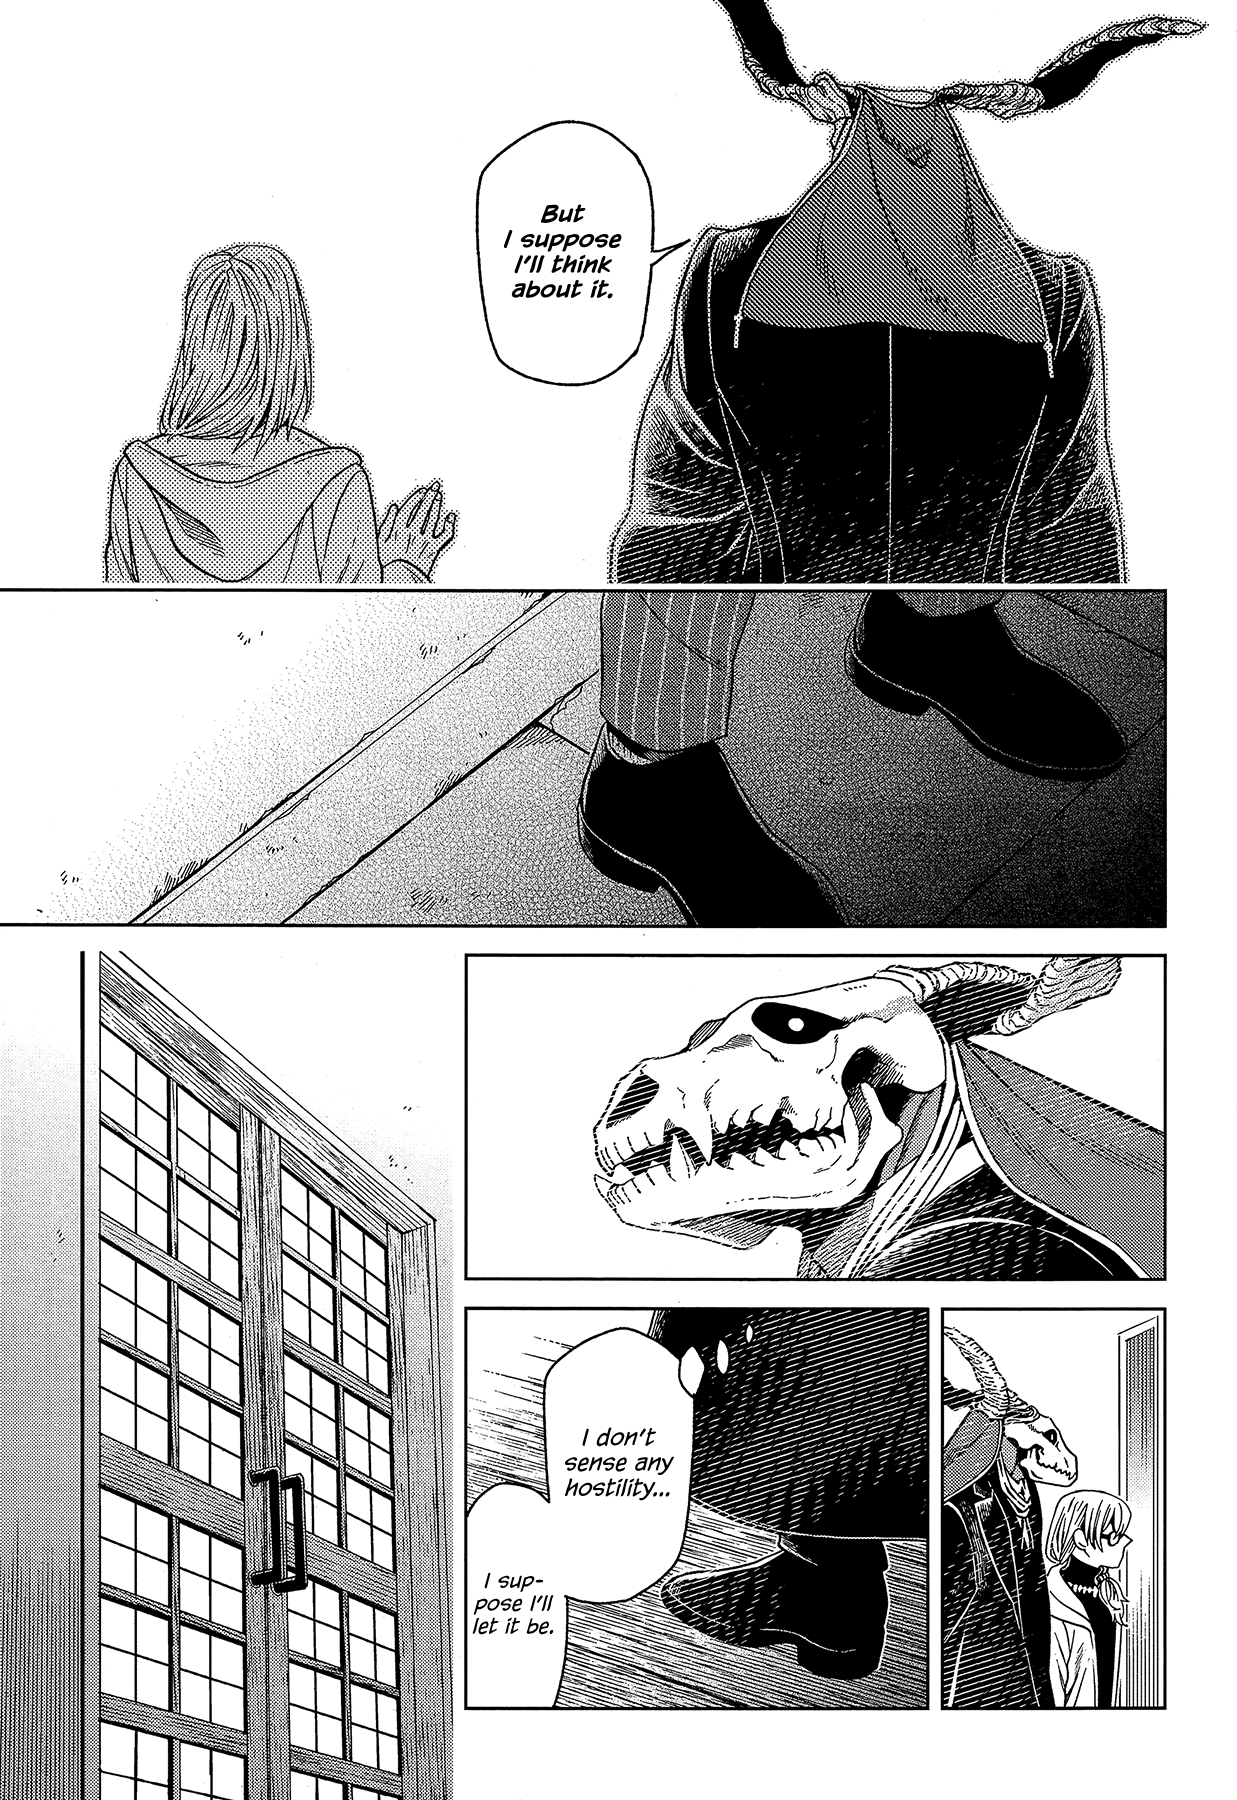 But
I suppose
I'll think
about it.
I don't
sense any
hostility...
I sup-
pose I'll
let it be.